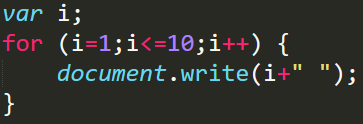 var i;
for (i=1;i<=10;i++) {
    document.write(i+" ");
}